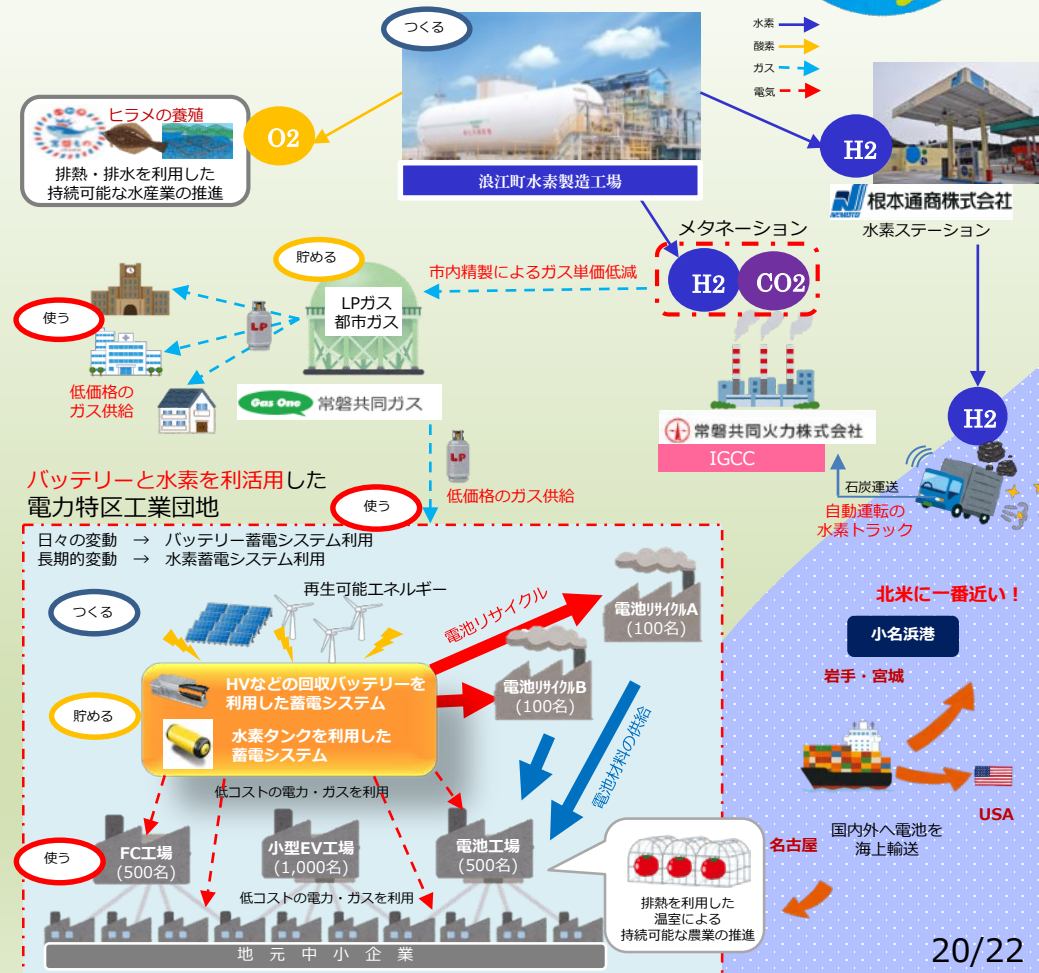 つくる
水素
酸素
ガス
電気
ヒラメの養殖
O2
排熱・排水を利用した
持続可能な水産業の推進
浪江町水素製造工場
H2
NEMOTO
根本通商株式会社
水素ステーション
メタネーション
H2
CO2
貯める
市内精製によるガス単価低減
LPガス
都市ガス
LP
使う
低価格の
ガス供給
Gas One
常磐共同ガス
常磐共同火力株式会社
IGCC
H2
石炭運送
自動運転の
水素トラック
LP
低価格のガス供給
バッテリーと水素を利活用した
電力特区工業団地
使う
日々の変動 → バッテリー蓄電システム利用
長期的変動 → 水素蓄電システム利用
つくる
再生可能エネルギー
電池リサイクル
電池リサイクルA
(100名)
電池リサイクルB
(100名)
貯める
HVなどの回収バッテリーを
利用した蓄電システム
水素タンクを利用した
蓄電システム
電池材料の供給
低コストの電力・ガスを利用
使う
FC工場
(500名)
小型EV工場
(1,000名)
電池工場
(500名)
低コストの電力・ガスを利用
地元中小企業
排熱を利用した
温室による
持続可能な農業の推進
北米に一番近い！
小名浜港
岩手・宮城
USA
名古屋
国内外へ電池を
海上輸送
20/22